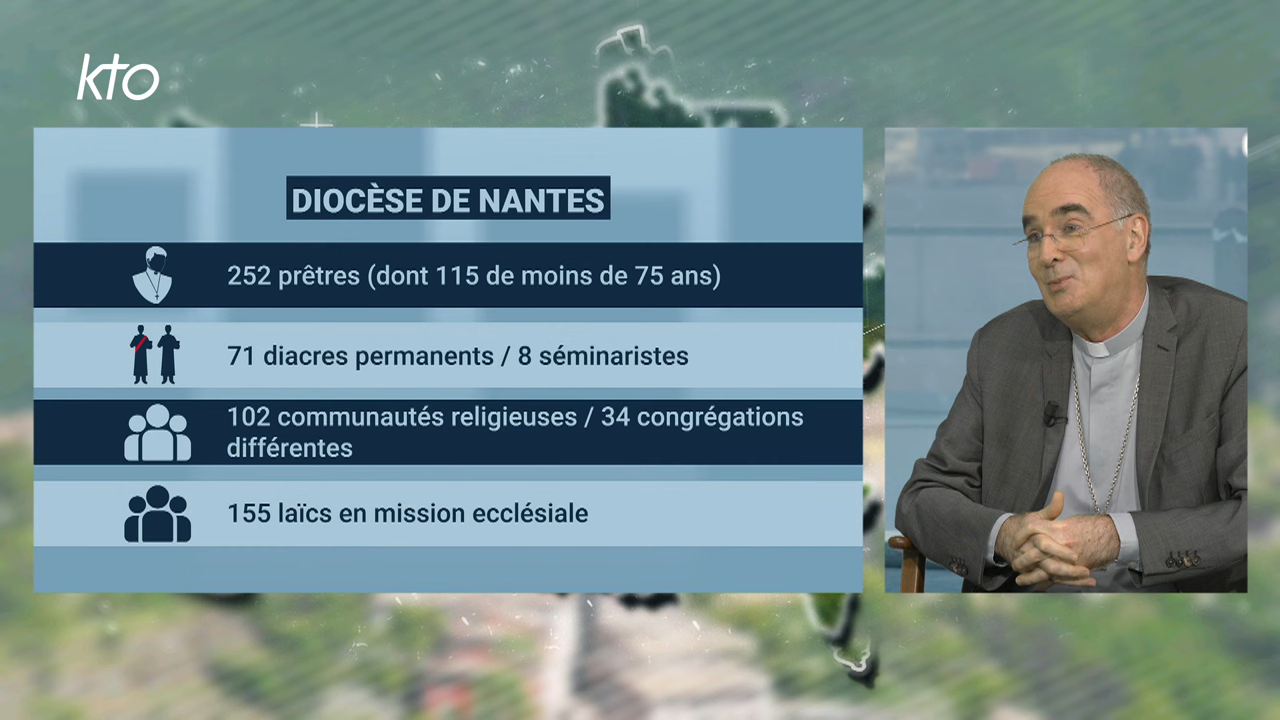 kto
DIOCÈSE DE NANTES
252 prêtres (dont 115 de moins de 75 ans)
71 diacres permanents / 8 séminaristes
102 communautés religieuses / 34 congrégations
différentes
155 laïcs en mission ecclésiale